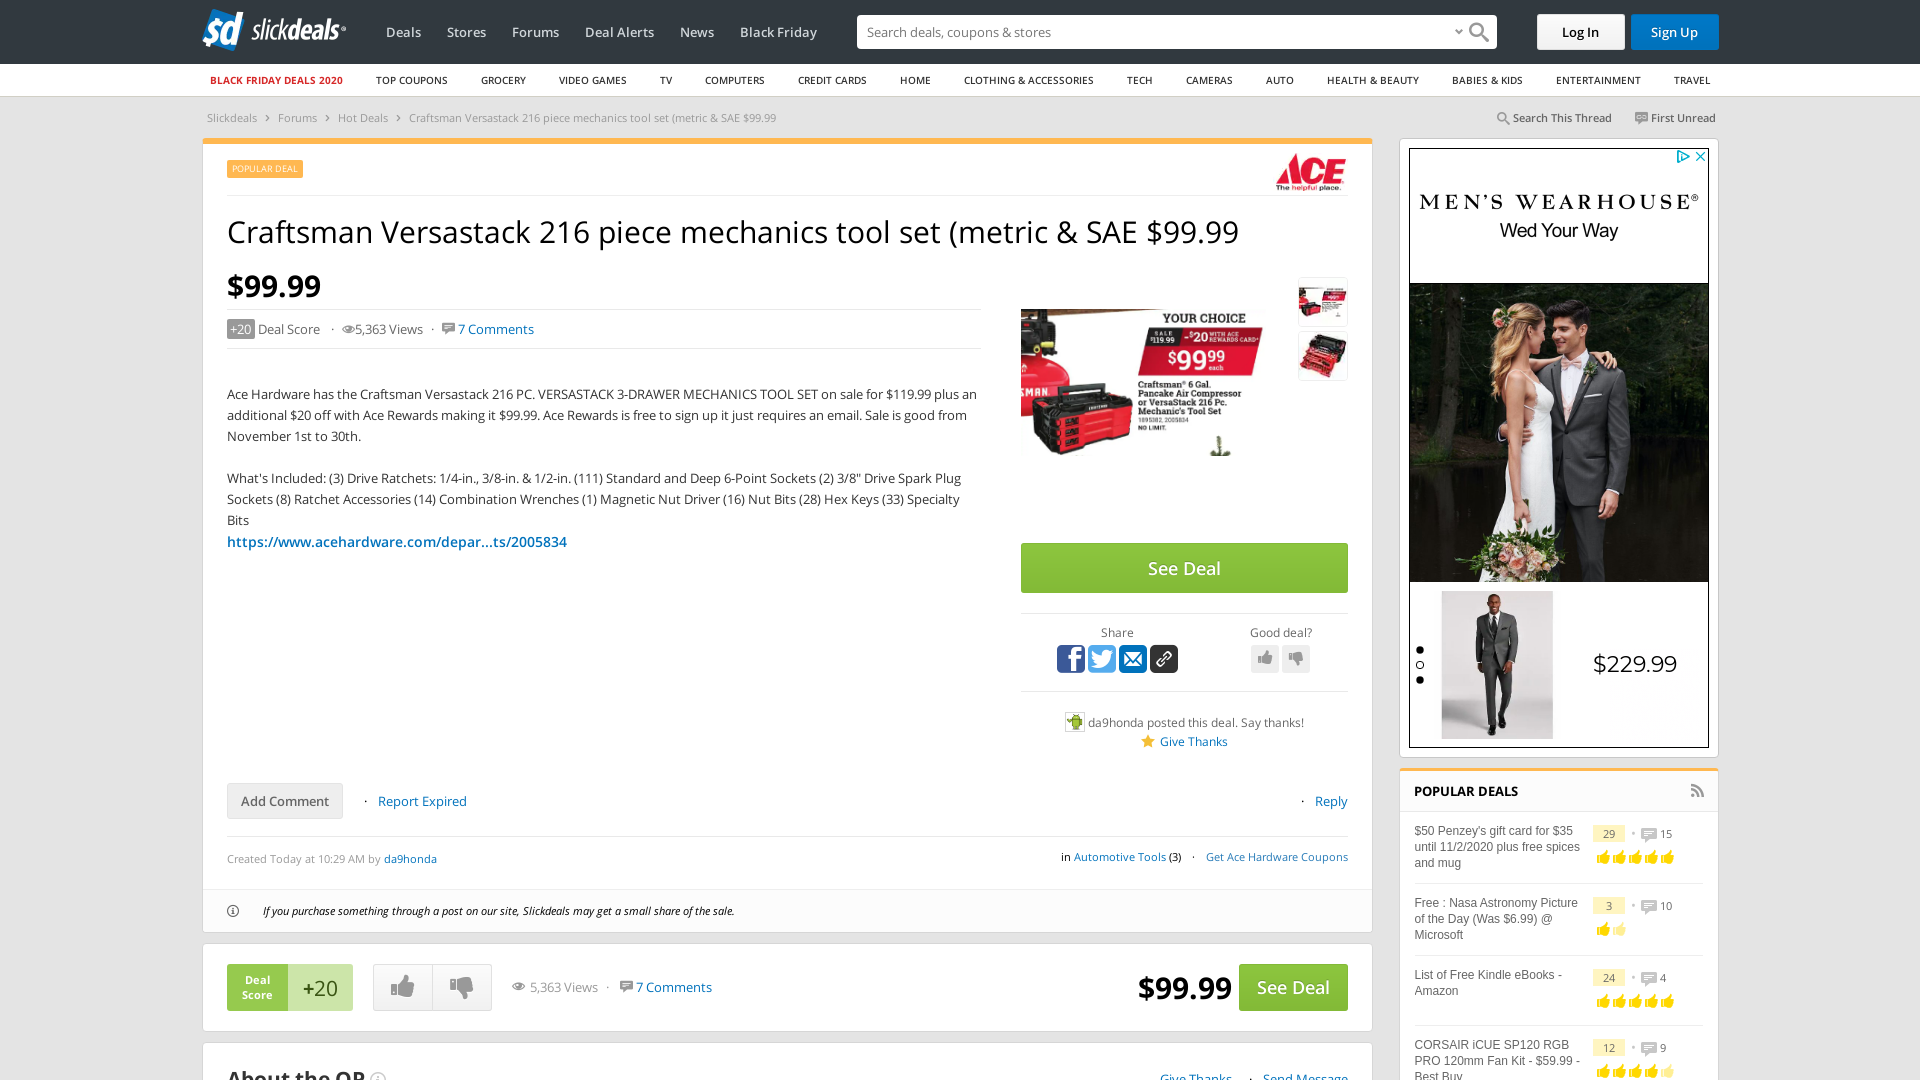 slickdeals
Deals Stores Forums Deal Alerts News Black Friday
Search deals, coupons & stores
Log In Sign Up
BLACK FRIDAY DEALS 2020 TOP COUPONS GROCERY VIDEO GAMES TV COMPUTERS CREDIT CARDS HOME CLOTHING & ACCESSORIES TECH CAMERAS AUTO HEALTH & BEAUTY BABIES & KIDS ENTERTAINMENT TRAVEL
Slickdeals > Forums > Hot Deals > Craftsman Versastack 216 piece mechanics tool set (metric & SAE $99.99
Search This Thread First Unread
POPULAR DEAL
ACE
The helpful place.
Craftsman Versastack 216 piece mechanics tool set (metric & SAE $99.99
$99.99
+20 Deal Score · 5,363 Views · 7 Comments
Ace Hardware has the Craftsman Versastack 216 PC. VERSASTACK 3-DRAWER MECHANICS TOOL SET on sale for $119.99 plus an
additional $20 off with Ace Rewards making it $99.99. Ace Rewards is free to sign up it just requires an email. Sale is good from
November 1st to 30th.
What's Included: (3) Drive Ratchets: 1/4-in., 3/8-in. & 1/2-in. (111) Standard and Deep 6-Point Sockets (2) 3/8" Drive Spark Plug
Sockets (8) Ratchet Accessories (14) Combination Wrenches (1) Magnetic Nut Driver (16) Nut Bits (28) Hex Keys (33) Specialty
Bits
https://www.acehardware.com/depar...ts/2005834
YOUR CHOICE
SALE $119.99 -$20 WITH ACE REWARDS CARD*
$99.99 each
Craftsman® 6 Gal.
Pancake Air Compressor
or VersaStack 216 Pc.
Mechanic's Tool Set
1895382, 2005834
NO LIMIT.
See Deal
Share Good deal?
da9honda posted this deal. Say thanks!
Give Thanks
Add Comment · Report Expired · Reply
Created Today at 10:29 AM by da9honda
in Automotive Tools (3) · Get Ace Hardware Coupons
If you purchase something through a post on our site, Slickdeals may get a small share of the sale.
Deal Score +20 5,363 Views · 7 Comments $99.99 See Deal
About the OP
Give Thanks · Send Message
MEN'S WEARHOUSE®
Wed Your Way
$229.99
POPULAR DEALS
$50 Penzey's gift card for $35 29 · 15
until 11/2/2020 plus free spices
and mug
Free : Nasa Astronomy Picture 3 · 10
of the Day (Was $6.99) @
Microsoft
List of Free Kindle eBooks - 24 · 4
Amazon
CORSAIR iCUE SP120 RGB 12 · 9
PRO 120mm Fan Kit - $59.99 -
Best Buy